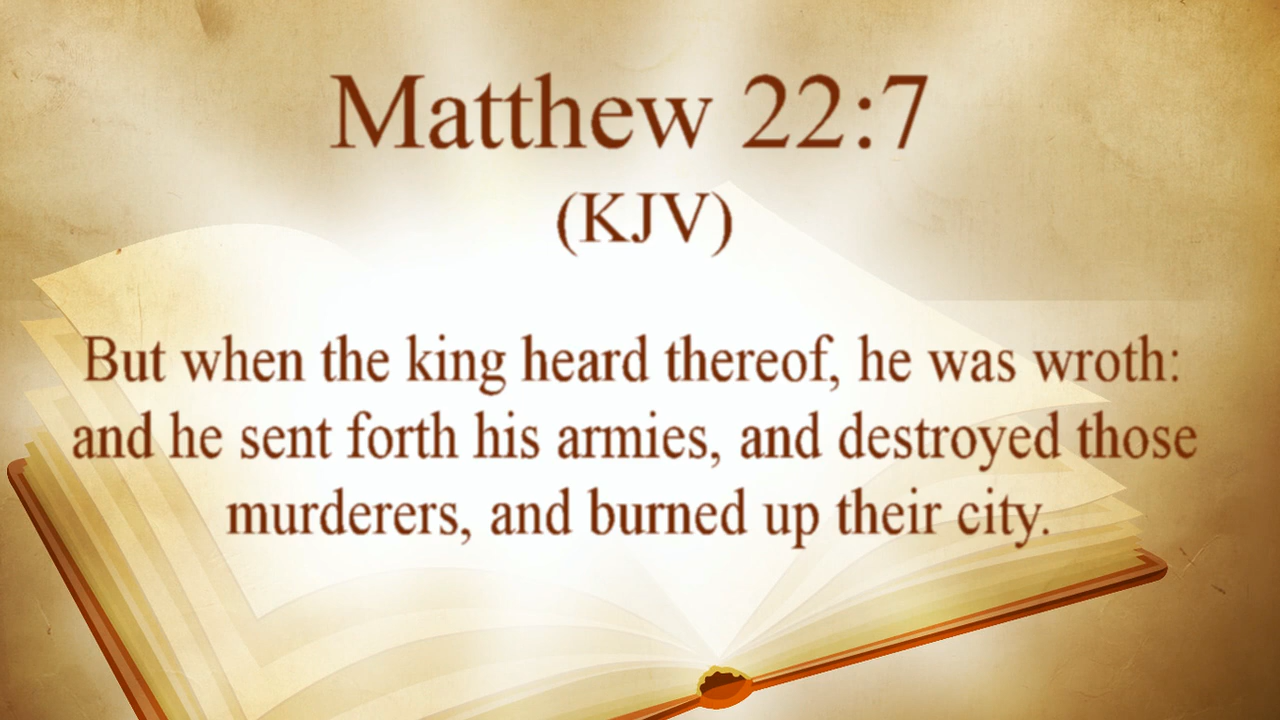 Matthew 22:7
(KJV)
But when the king heard thereof, he was wroth:
and he sent forth his armies, and destroyed those
murderers, and burned up their city.